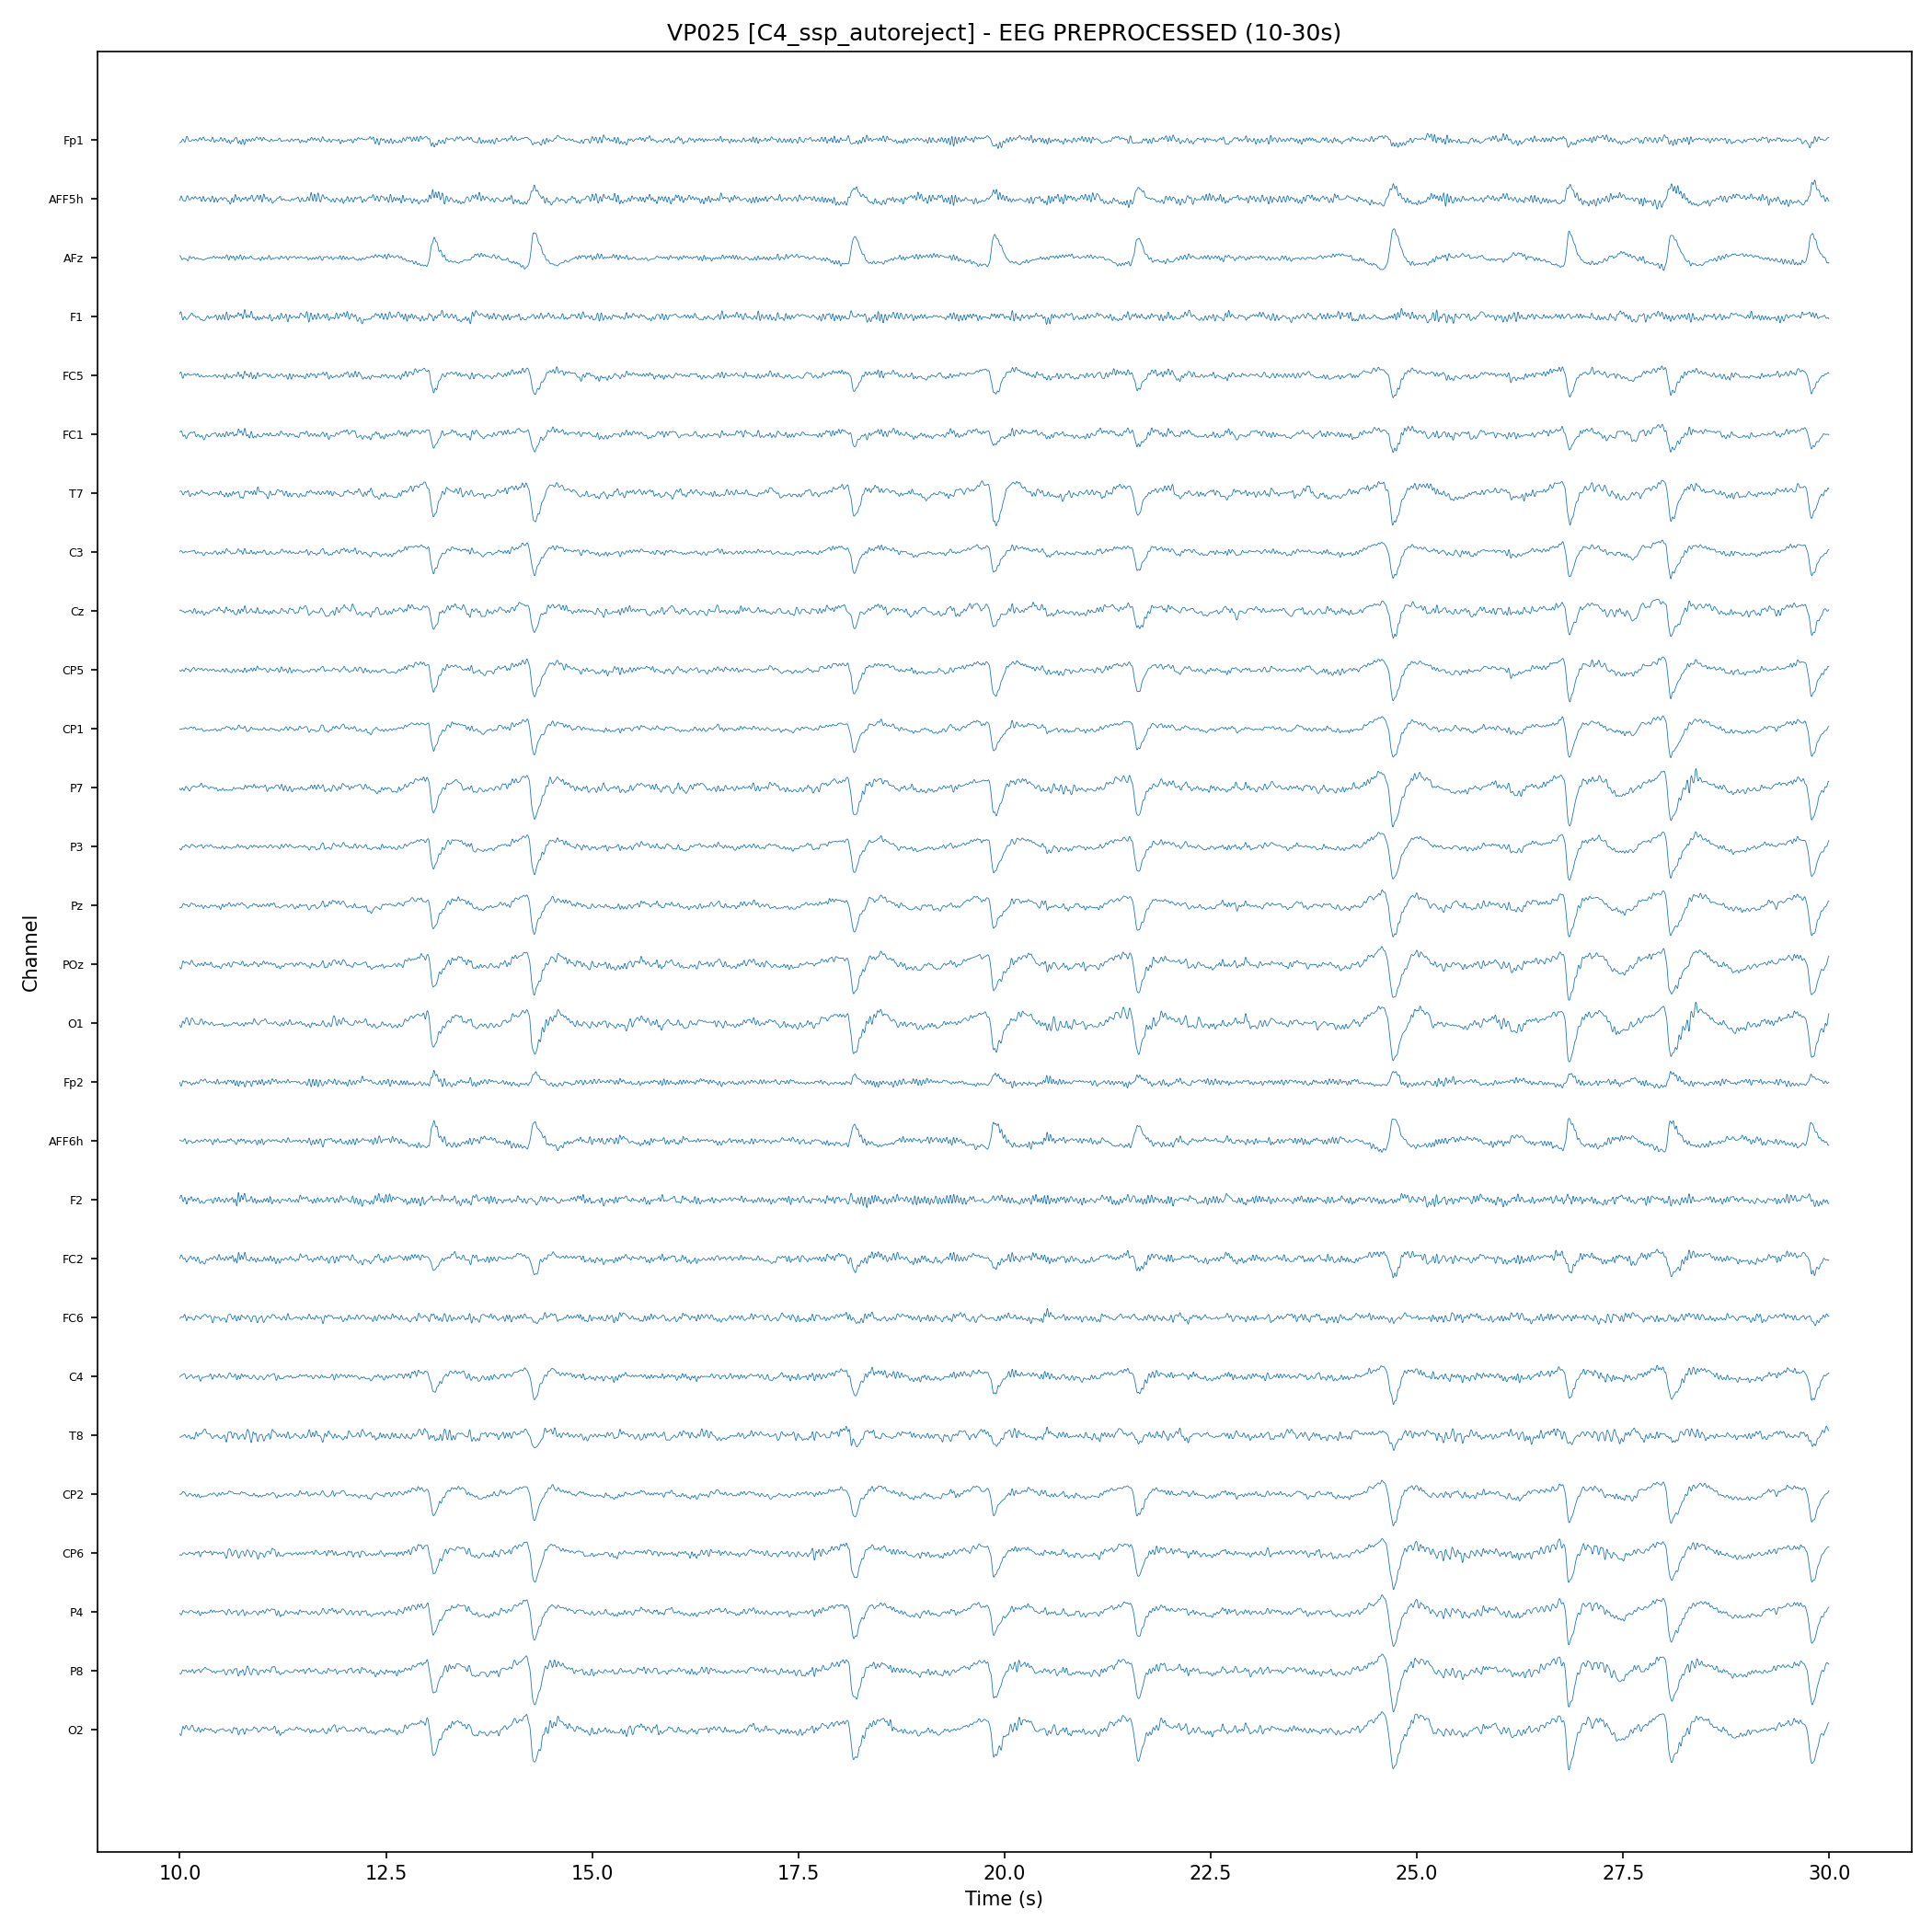 VP025 [C4_ssp_autoreject] - EEG PREPROCESSED (10-30s)
Channel
Fp1
AFF5h
AFz
F1
FC5
FC1
T7
C3
Cz
CP5
CP1
P7
P3
Pz
POz
O1
Fp2
AFF6h
F2
FC2
FC6
C4
T8
CP2
CP6
P4
P8
O2
10.0 12.5 15.0 17.5 20.0 22.5 25.0 27.5 30.0
Time (s)